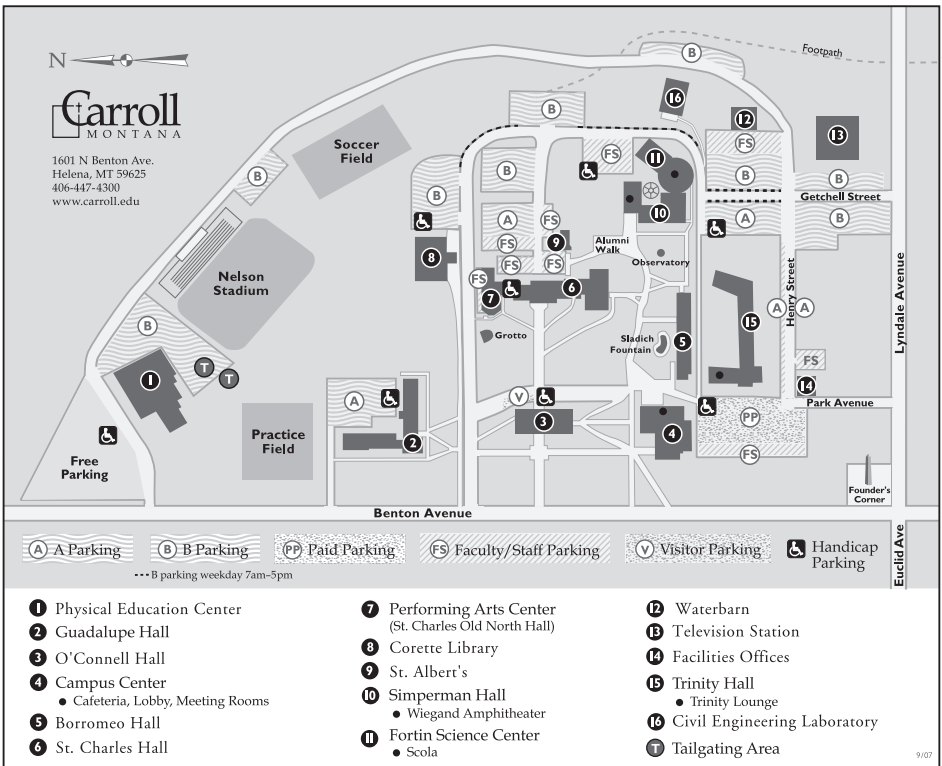 N
Carroll
MONTANA
1601 N Benton Ave.
Helena, MT 59625
406-447-4300
www.carroll.edu
Footpath
B
16
12
13
B
Soccer
Field
FS
11
FS
B
B
B
B
B
Getchell Street
10
A
FS
A
B
8
FS
9
Alumni
Walk
Observatory
Nelson
Stadium
FS
FS
FS
7
6
Henry Street
Lyndale Avenue
A
A
15
B
Grotto
Sladich
Fountain
5
FS
T
T
1
14
Park Avenue
A
V
3
PP
4
2
Practice
Field
FS
Free
Parking
Founder's
Corner
Benton Avenue
Euclid Ave
A A Parking
B B Parking
PP Paid Parking
FS Faculty/Staff Parking
V Visitor Parking
Handicap
Parking
B parking weekday 7am–5pm
1 Physical Education Center
2 Guadalupe Hall
3 O'Connell Hall
4 Campus Center
• Cafeteria, Lobby, Meeting Rooms
5 Borromeo Hall
6 St. Charles Hall
7 Performing Arts Center
(St. Charles Old North Hall)
8 Corette Library
9 St. Albert's
10 Simperman Hall
• Wiegand Amphitheater
11 Fortin Science Center
• Scola
12 Waterbarn
13 Television Station
14 Facilities Offices
15 Trinity Hall
• Trinity Lounge
16 Civil Engineering Laboratory
T Tailgating Area
9/07